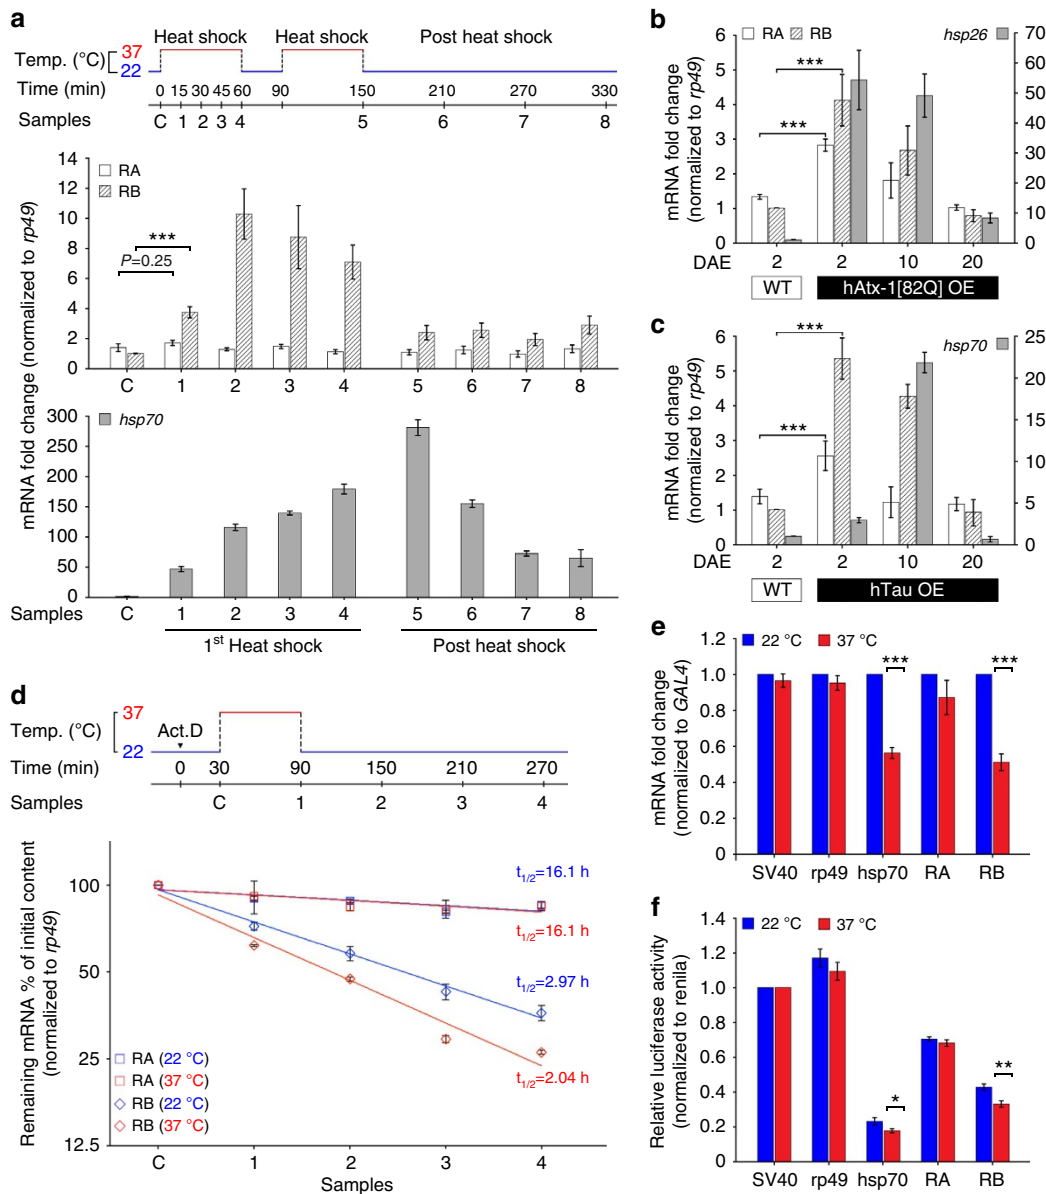 a
Heat shock Heat shock Post heat shock
Temp. (°C) 37
22
Time (min) 0 15 30 45 60 90 150 210 270 330
Samples C 1 2 3 4 5 6 7 8
mRNA fold change (normalized to rp49)
14
12
10
8
6
4
2
0
RA
RB
***
P=0.25
C 1 2 3 4 5 6 7 8
300
250
200
150
100
50
0
hsp70
Samples C 1 2 3 4 5 6 7 8
1st Heat shock Post heat shock
b
mRNA fold change
(normalized to rp49)
6
5
4
3
2
1
0
RA RB hsp26
***
***
70
60
50
40
30
20
10
0
DAE 2 2 10 20
WT hAtx-1[82Q] OE
c
mRNA fold change
(normalized to rp49)
6
5
4
3
2
1
0
hsp70
***
***
25
20
15
10
5
0
DAE 2 2 10 20
WT hTau OE
d
Temp. (°C) 37
22
Act.D
Time (min) 0 30 90 150 210 270
Samples C 1 2 3 4
Remaining mRNA % of initial content
(normalized to rp49)
100
50
25
12.5
t1/2=16.1 h
t1/2=16.1 h
t1/2=2.97 h
t1/2=2.04 h
RA (22 °C)
RA (37 °C)
RB (22 °C)
RB (37 °C)
C 1 2 3 4
Samples
e
mRNA fold change
(normalized to GAL4)
1.2
1.0
0.8
0.6
0.4
0.2
0
22 °C 37 °C
***
***
SV40 rp49 hsp70 RA RB
f
Relative luciferase activity
(normalized to renila)
1.4
1.2
1.0
0.8
0.6
0.4
0.2
0
22 °C 37 °C
*
**
SV40 rp49 hsp70 RA RB